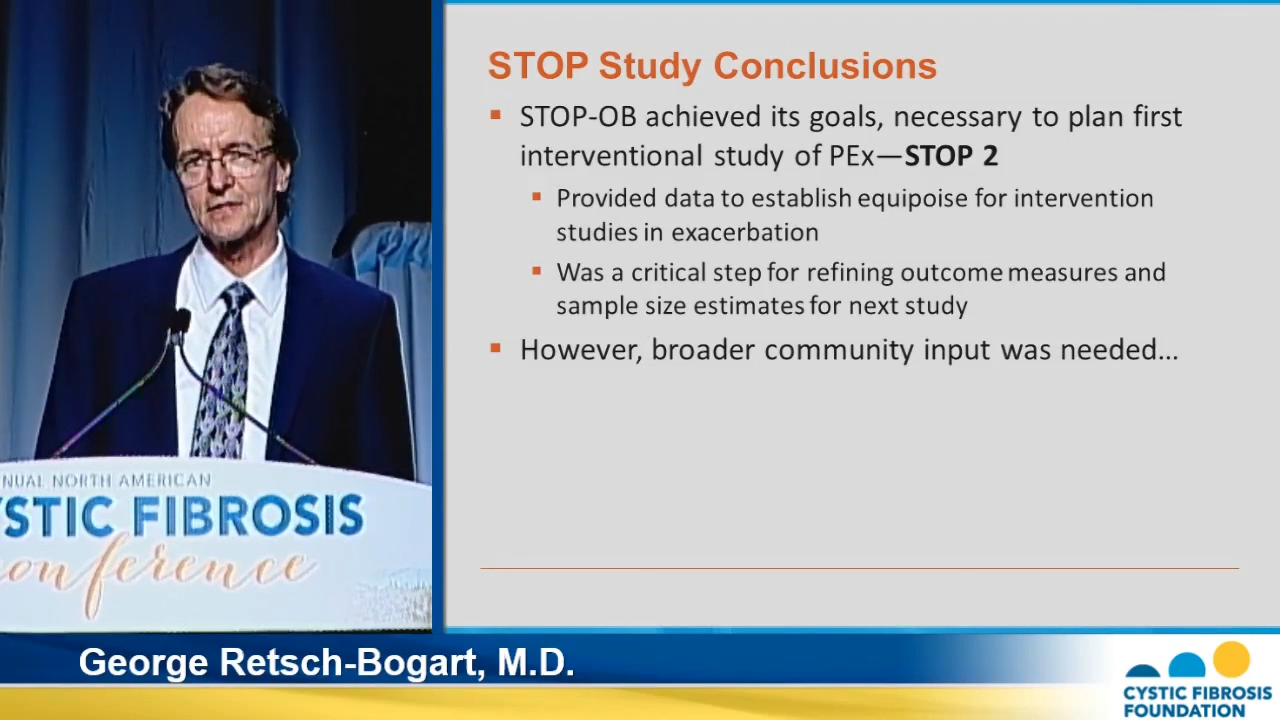 STOP Study Conclusions
STOP-OB achieved its goals, necessary to plan first
interventional study of PEx—STOP 2
Provided data to establish equipoise for intervention
studies in exacerbation
Was a critical step for refining outcome measures and
sample size estimates for next study
However, broader community input was needed…
NUAL NORTH AMERICAN
YSTIC FIBROSIS
onference
George Retsch-Bogart, M.D.
CYSTIC FIBROSIS
FOUNDATION